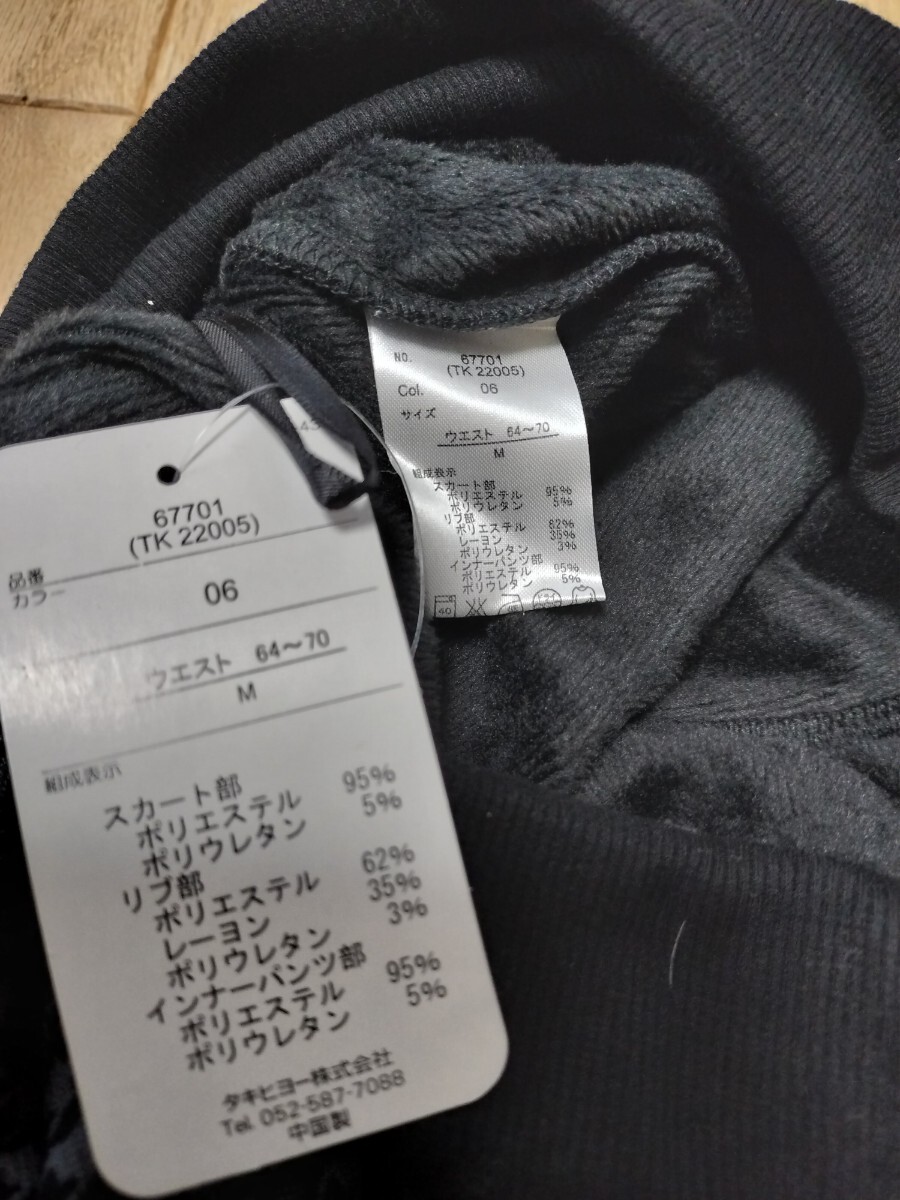 NO. 67701
(TK 22005)
Col. 06
サイズ
ウエスト 64〜70
M
組成表示
スカート部
ポリエステル 95%
ポリウレタン 5%
リブ部
ポリエステル 62%
レーヨン 35%
ポリウレタン 3%
インナーパンツ部
ポリエステル 95%
ポリウレタン 5%
40
67701
(TK 22005)
品番
カラー 06
ウエスト 64〜70
M
組成表示
スカート部
ポリエステル 95%
ポリウレタン 5%
リブ部
ポリエステル 62%
レーヨン 35%
ポリウレタン 3%
インナーパンツ部
ポリエステル 95%
ポリウレタン 5%
タキヒヨー株式会社
Tel. 052-587-7088
中国製